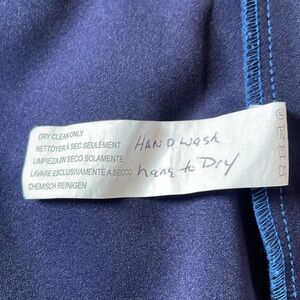 DRY CLEAN ONLY
NETTOYER À SEC SEULEMENT
LIMPIEZA EN SECO SOLAMENTE
LAVARE ESCLUSIVAMENTE A SECCO
CHEMISCH REINIGEN
HAND wash
hang to Dry